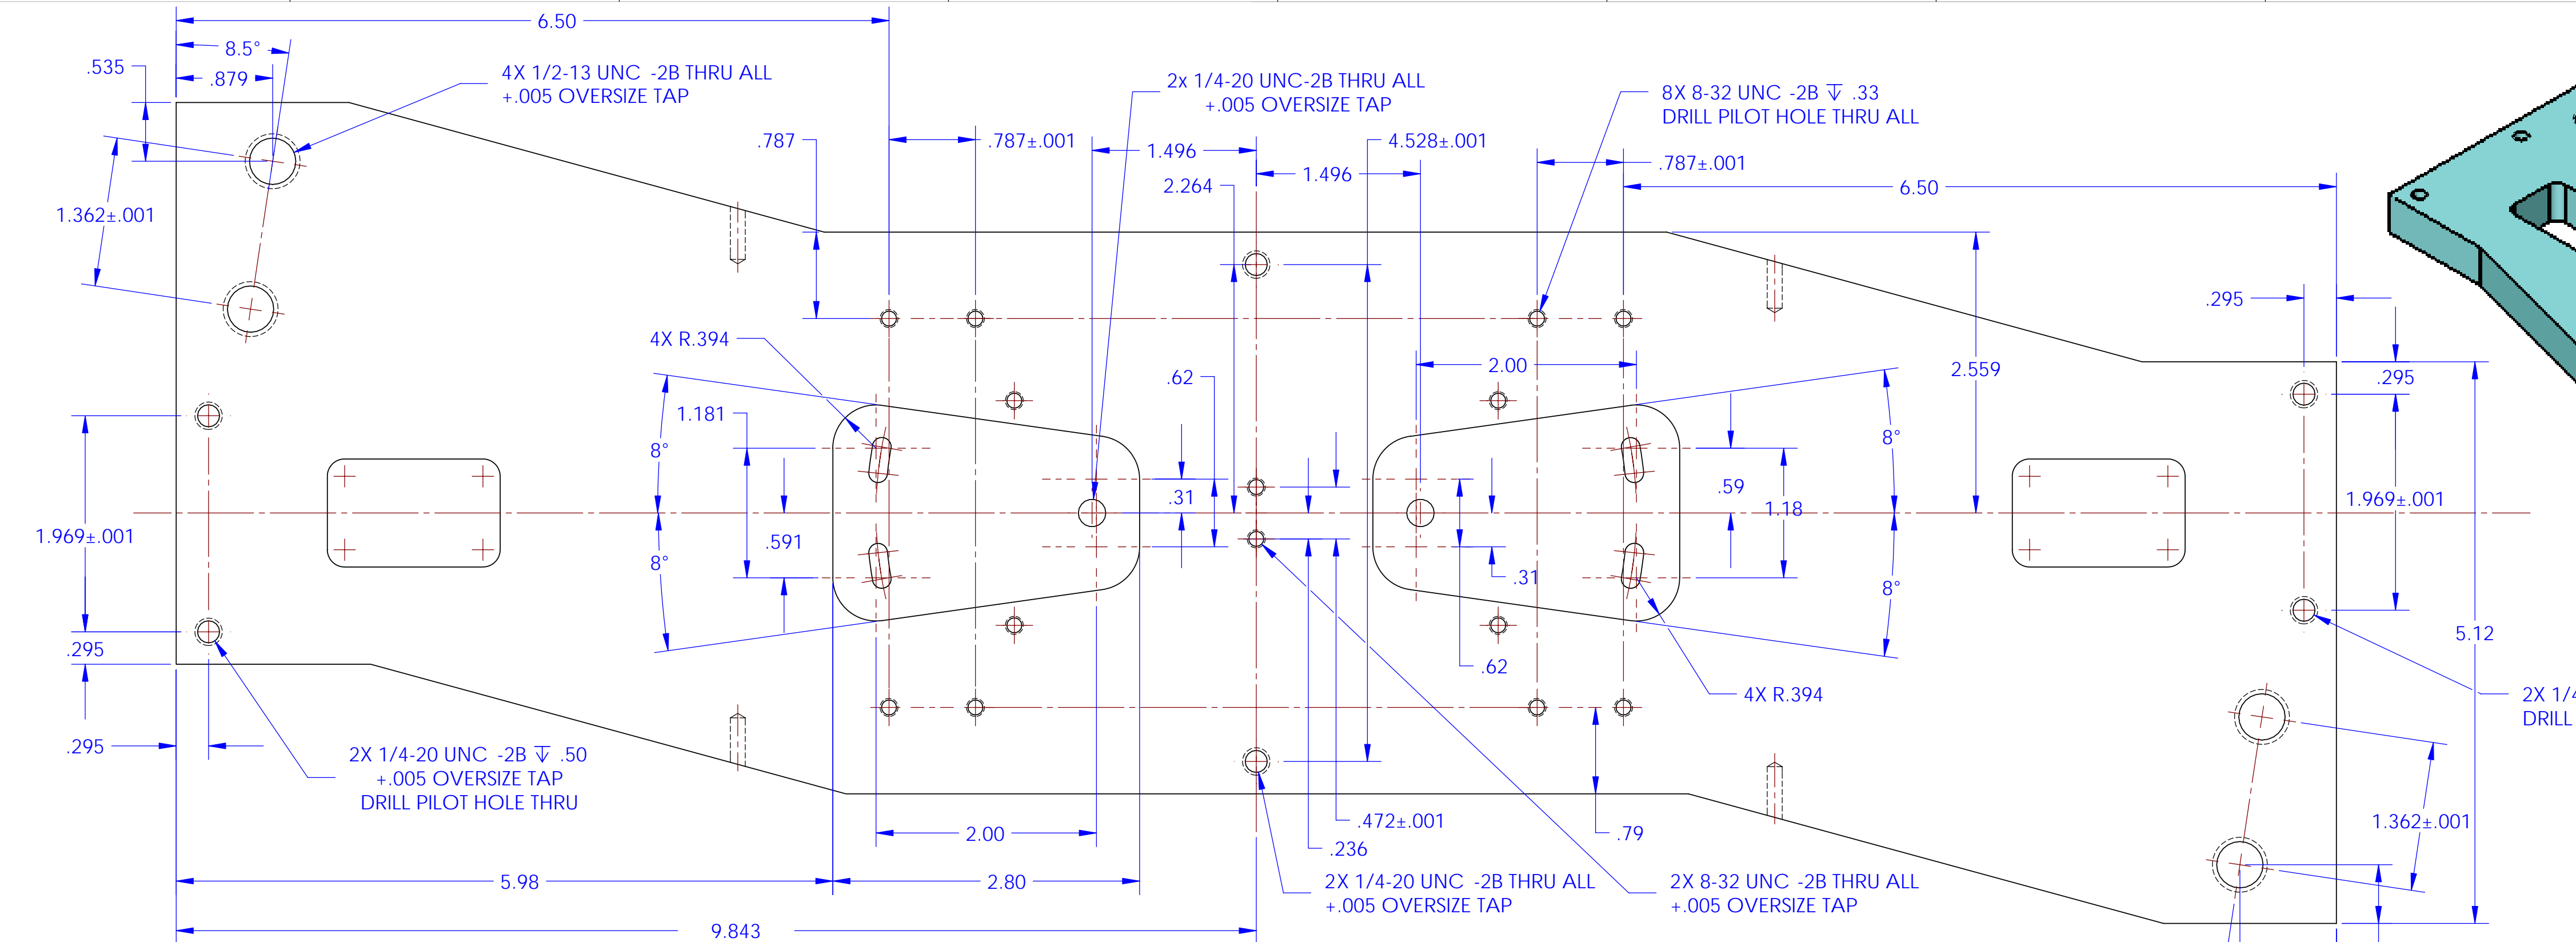 6.50
8.5°
.535
.879
4X 1/2-13 UNC -2B THRU ALL
+.005 OVERSIZE TAP
2x 1/4-20 UNC-2B THRU ALL
+.005 OVERSIZE TAP
8X 8-32 UNC -2B ↧ .33
DRILL PILOT HOLE THRU ALL
.787
.787±.001
1.496
4.528±.001
1.496
.787±.001
2.264
6.50
1.362±.001
.295
4X R.394
2.00
2.559
.62
.295
1.181
8°
8°
.59
.31
1.18
1.969±.001
1.969±.001
.591
8°
.31
8°
5.12
.295
.62
4X R.394
2X 1/4
DRILL
.295
2X 1/4-20 UNC -2B ↧ .50
+.005 OVERSIZE TAP
DRILL PILOT HOLE THRU
2.00
.472±.001
.79
1.362±.001
.236
5.98
2.80
2X 1/4-20 UNC -2B THRU ALL
+.005 OVERSIZE TAP
2X 8-32 UNC -2B THRU ALL
+.005 OVERSIZE TAP
9.843